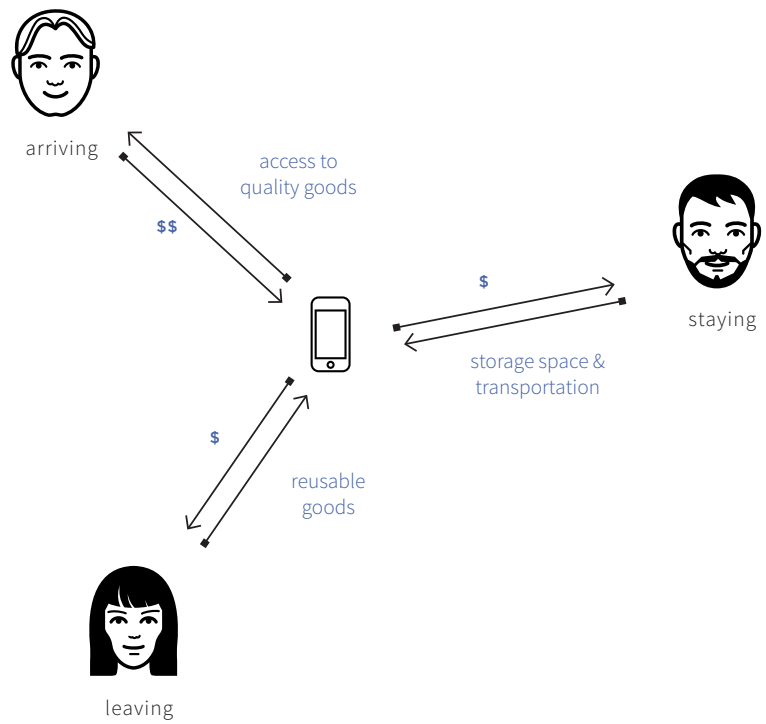 arriving
access to
quality goods
$$
$
staying
storage space &
transportation
$
reusable
goods
leaving